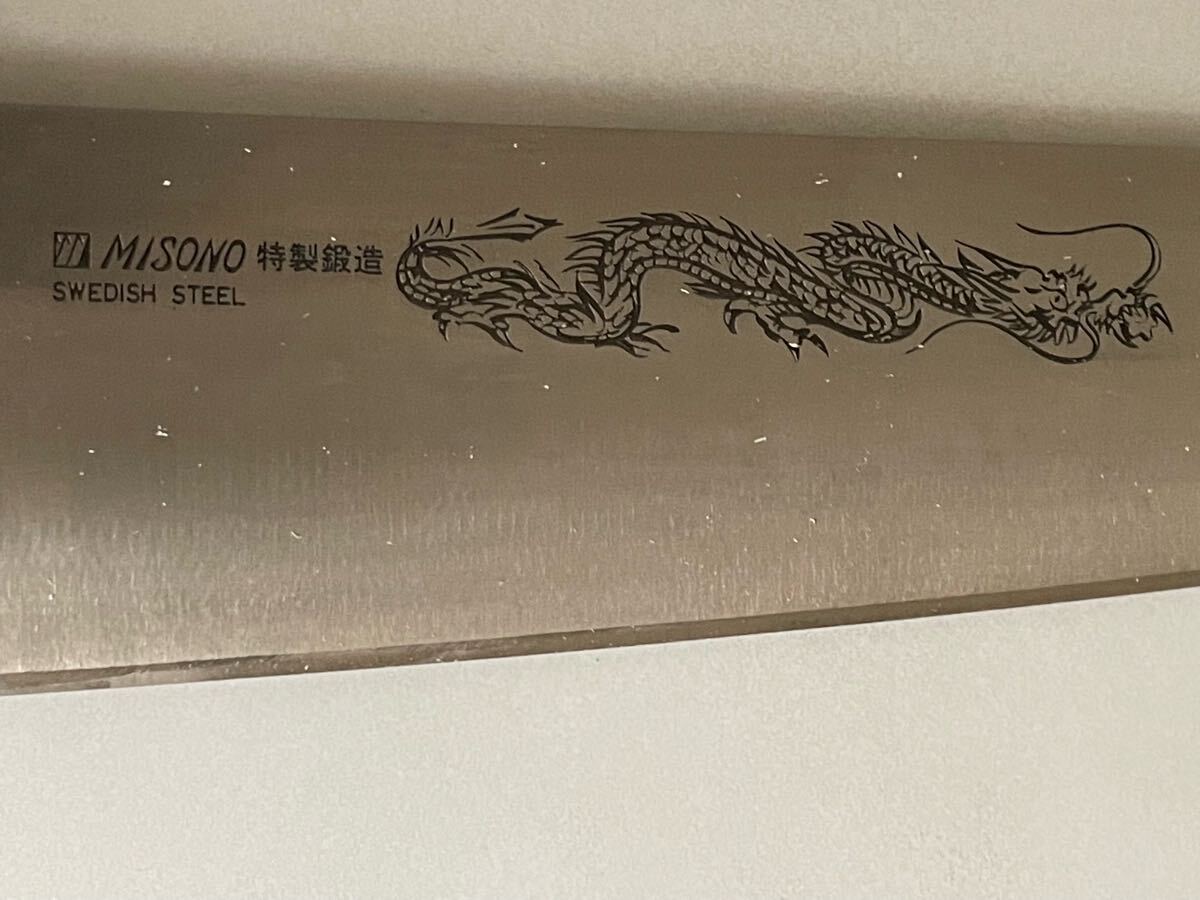 MISONO 特製鍛造
SWEDISH STEEL